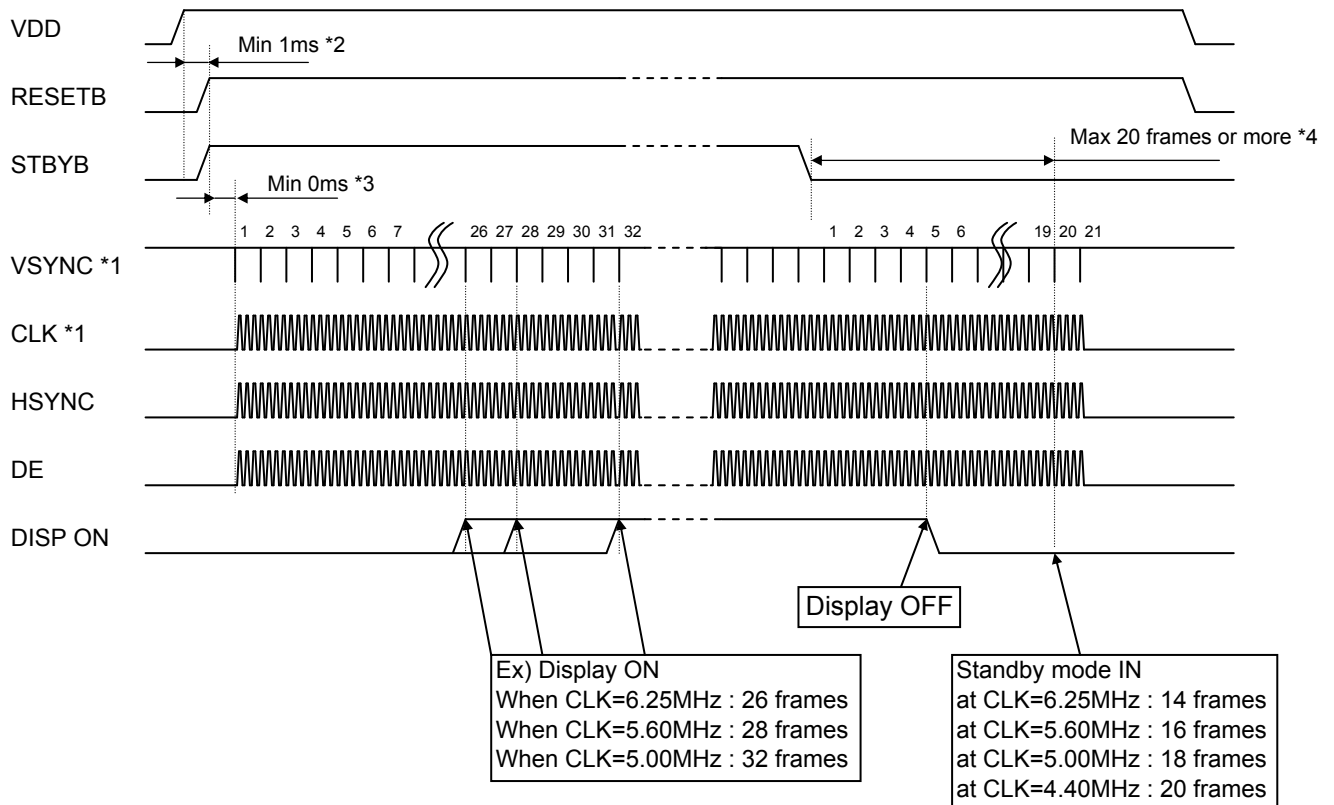 VDD
Min 1ms *2
RESETB
Max 20 frames or more *4
STBYB
Min 0ms *3
1 2 3 4 5 6 7 26 27 28 29 30 31 32 1 2 3 4 5 6 19 20 21
VSYNC *1
CLK *1
HSYNC
DE
DISP ON
Display OFF
Ex) Display ON
When CLK=6.25MHz : 26 frames
When CLK=5.60MHz : 28 frames
When CLK=5.00MHz : 32 frames
Standby mode IN
at CLK=6.25MHz : 14 frames
at CLK=5.60MHz : 16 frames
at CLK=5.00MHz : 18 frames
at CLK=4.40MHz : 20 frames